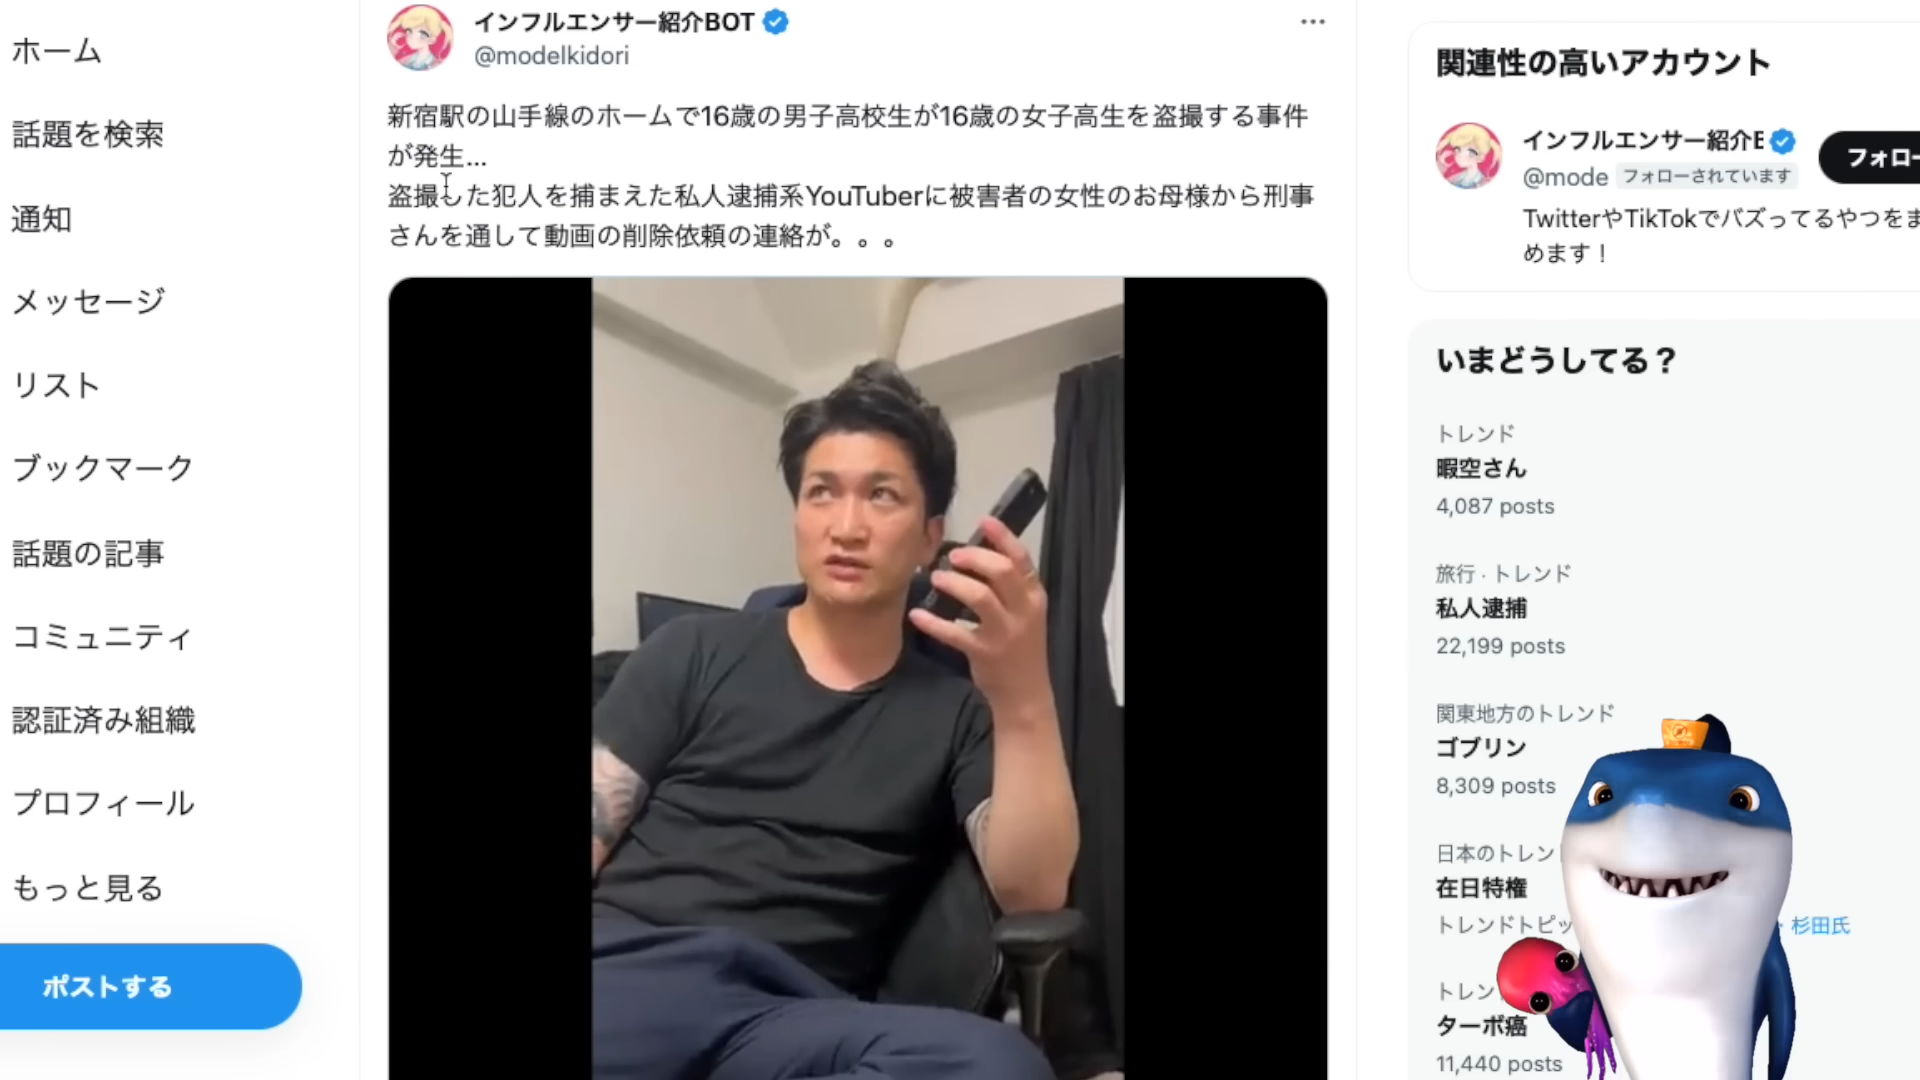 ホーム
話題を検索
通知
メッセージ
リスト
ブックマーク
話題の記事
コミュニティ
認証済み組織
プロフィール
もっと見る
ポストする
インフルエンサー紹介BOT
@modelkidori
新宿駅の山手線のホームで16歳の男子高校生が16歳の女子高生を盗撮する事件
が発生...
盗撮した犯人を捕まえた私人逮捕系YouTuberに被害者の女性のお母様から刑事
さんを通して動画の削除依頼の連絡が。。。
関連性の高いアカウント
インフルエンサー紹介E
@mode フォローされています
フォロー
TwitterやTikTokでバズってるやつをま
めます！
いまどうしてる？
トレンド
暇空さん
4,087 posts
旅行 · トレンド
私人逮捕
22,199 posts
関東地方のトレンド
ゴブリン
8,309 posts
日本のトレン
在日特権
トレンドトピッ
杉田氏
トレン
ターボ癌
11,440 posts